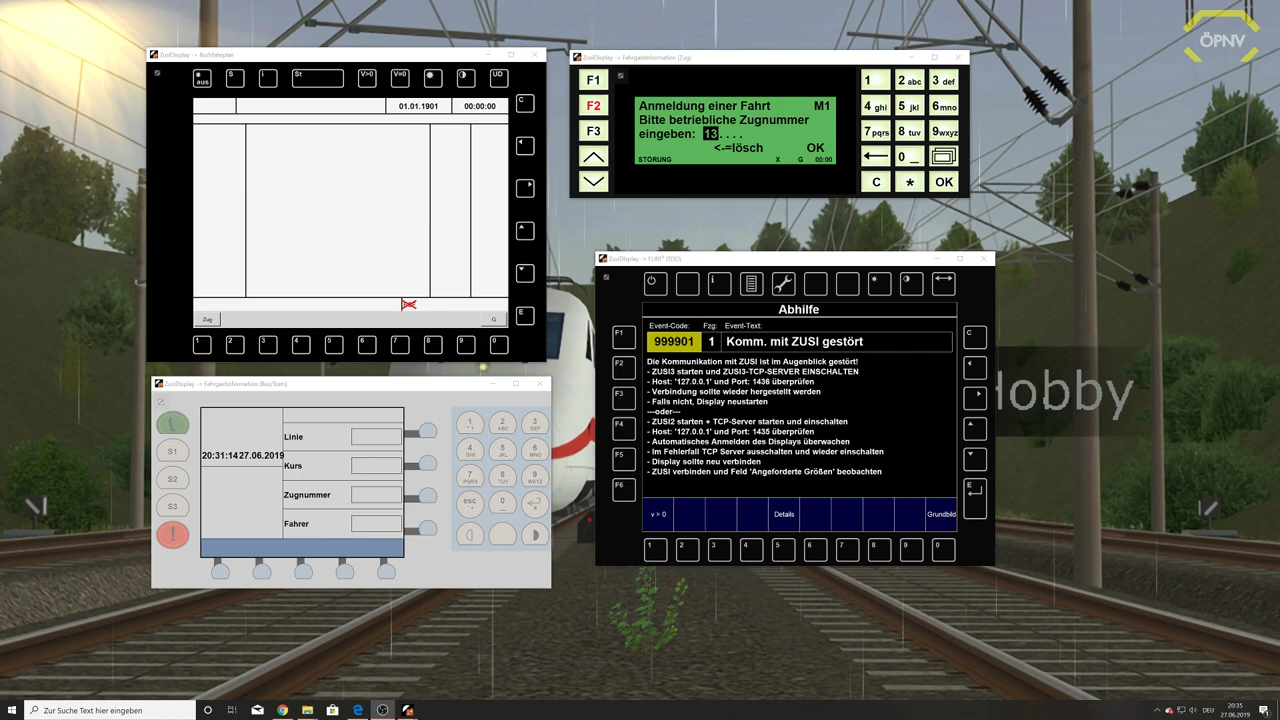 ÖPNV
ZusiDisplay -> Buchfahrplan
aus
S
i
St
V>0
V=0
UD
01.01.1901
00:00:00
C
E
Zug
G
1 2 3 4 5 6 7 8 9 0
ZusiDisplay -> Fahrgastinformation (Zug)
F1
F2
F3
Anmeldung einer Fahrt M1
Bitte betriebliche Zugnummer
eingeben: 13. . . .
<-=lösch OK
STÖRUNG X G 00:00
1 2 abc 3 def
4 ghi 5 jkl 6mno
7pqrs 8 tuv 9wxyz
0 _
C * OK
ZusiDisplay -> FURT³ (TDD)
i
Abhilfe
Event-Code: Fzg: Event-Text:
999901 1 Komm. mit ZUSI gestört
Die Kommunikation mit ZUSI ist im Augenblick gestört!
- ZUSI3 starten und ZUSI3-TCP-SERVER EINSCHALTEN
- Host: '127.0.0.1' und Port: 1436 überprüfen
- Verbindung sollte wieder hergestellt werden
- Falls nicht, Display neustarten
---oder---
- ZUSI2 starten + TCP-Server starten und einschalten
- Host: '127.0.0.1' und Port: 1435 überprüfen
- Automatisches Anmelden des Displays überwachen
- Im Fehlerfall TCP Server ausschalten und wieder einschalten
- Display sollte neu verbinden
- ZUSI verbinden und Feld 'Angeforderte Größen' beobachten
v > 0 Details Grundbild
F1
F2
F3
F4
F5
F6
C
E
1 2 3 4 5 6 7 8 9 0
Hobby
ZusiDisplay -> Fahrgastinformation (Bus/Tram)
S1
S2
S3
!
20:31:14 27.06.2019
Linie
Kurs
Zugnummer
Fahrer
1 2 ABC 3 DEF
4 GHI 5 JKL 6 MNO
7 PQRS 8 TUV 9 WXYZ
esc 0
Zur Suche Text hier eingeben
DEU
20:35
27.06.2019